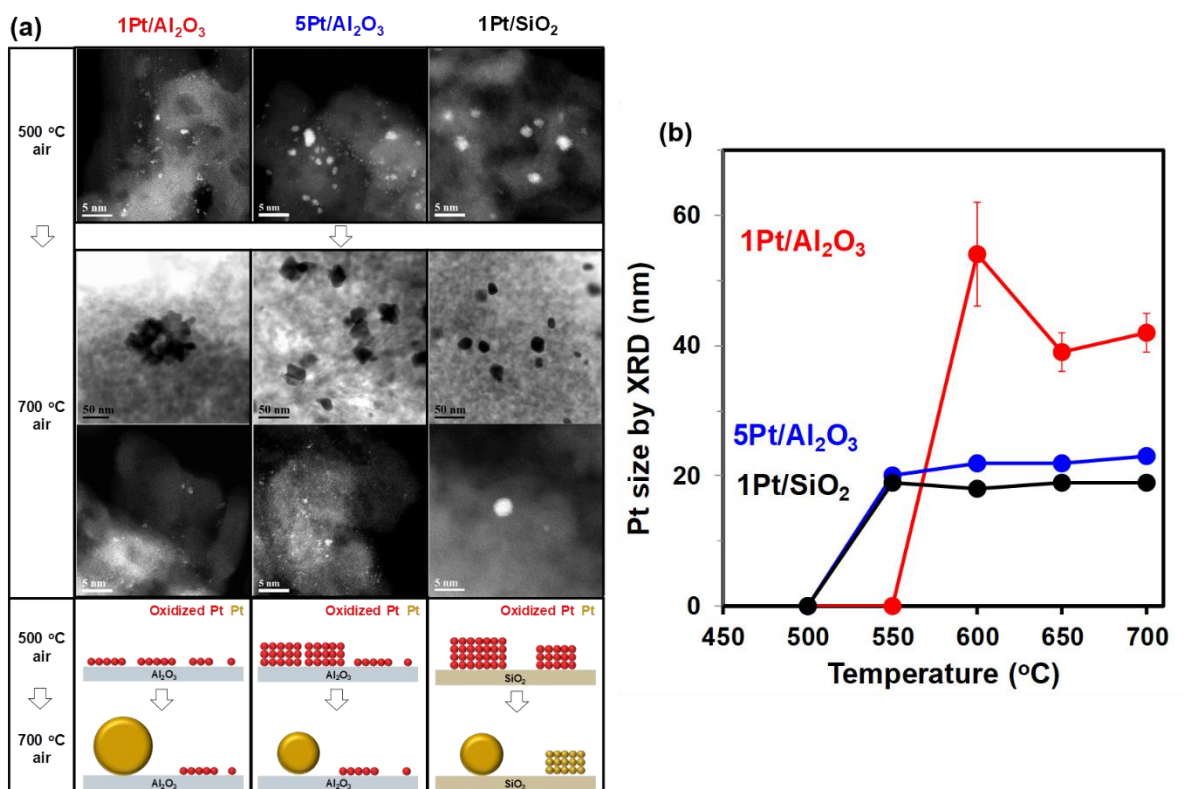 (a)
1Pt/Al₂O₃ 5Pt/Al₂O₃ 1Pt/SiO₂
500 °C
air
5 nm 5 nm 5 nm
700 °C
air
50 nm 50 nm 50 nm
5 nm 5 nm 5 nm
500 °C
air
Oxidized Pt Pt Oxidized Pt Pt Oxidized Pt Pt
Al₂O₃ Al₂O₃ SiO₂
700 °C
air
Al₂O₃ Al₂O₃ SiO₂
(b)
Pt size by XRD (nm)
60
40
20
0
1Pt/Al₂O₃
5Pt/Al₂O₃
1Pt/SiO₂
450 500 550 600 650 700
Temperature (°C)